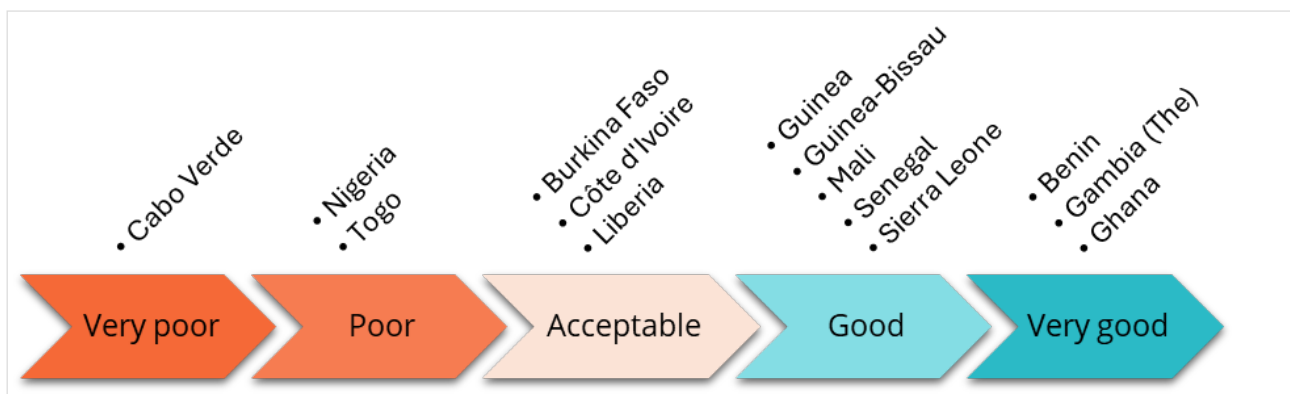 • Cabo Verde
• Nigeria
• Togo
• Burkina Faso
• Côte d'Ivoire
• Liberia
• Guinea
• Guinea-Bissau
• Mali
• Senegal
• Sierra Leone
• Benin
• Gambia (The)
• Ghana
Very poor
Poor
Acceptable
Good
Very good